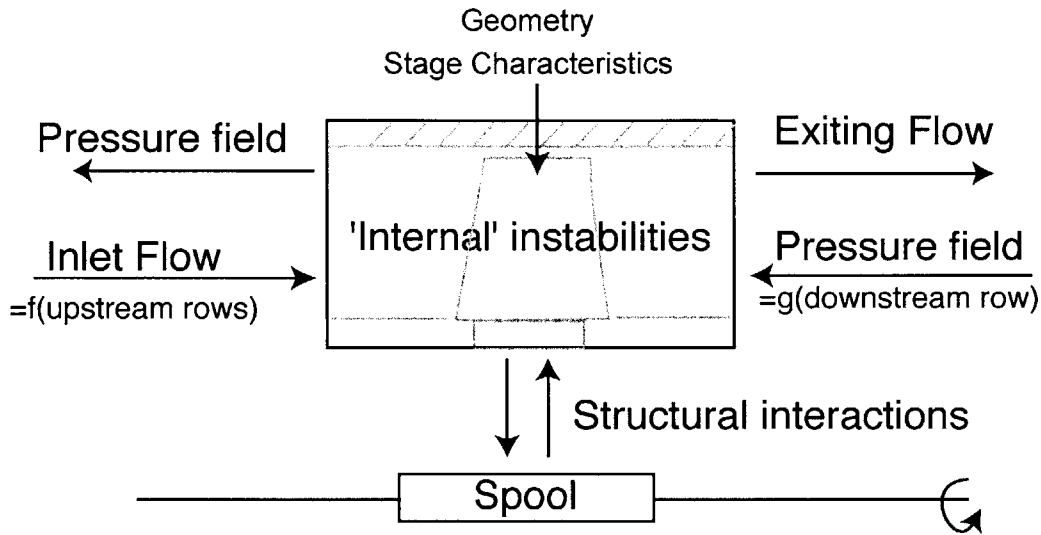 Geometry
Stage Characteristics
Pressure field
Exiting Flow
'Internal' instabilities
Inlet Flow
=f(upstream rows)
Pressure field
=g(downstream row)
Structural interactions
Spool